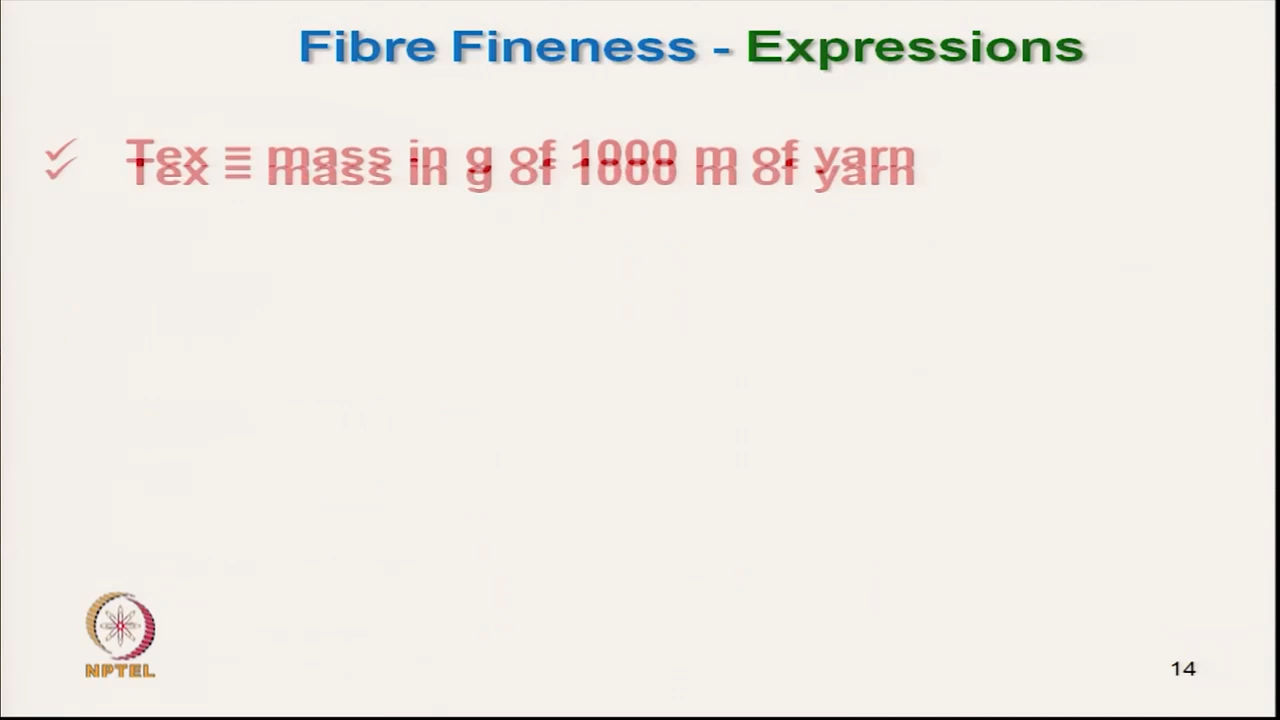 Fibre Fineness - Expressions
✓ Tex ≡ mass in g of 1000 m of yarn
NPTEL
14